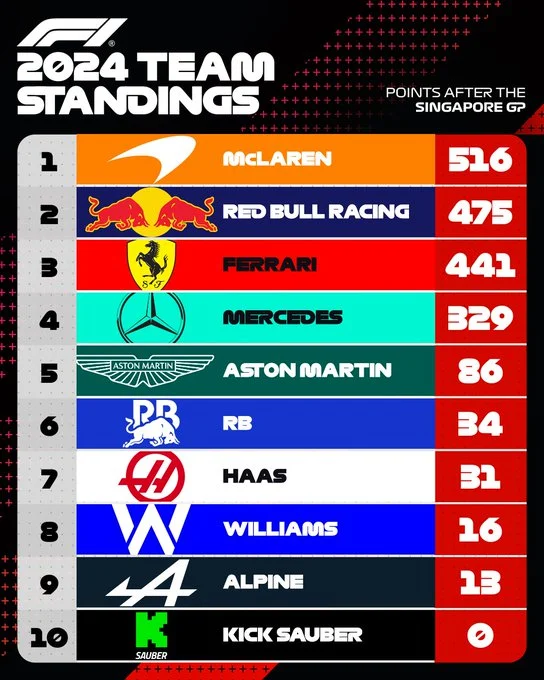 F1®
2024 TEAM
STANDINGS
POINTS AFTER THE
SINGAPORE GP
1 McLAREN 516
2 RED BULL RACING 475
3 S F FERRARI 441
4 MERCEDES 329
5 ASTON MARTIN ASTON MARTIN 86
6 RB RB 34
7 H HAAS 31
8 W WILLIAMS 16
9 A ALPINE 13
10 K SAUBER KICK SAUBER 0